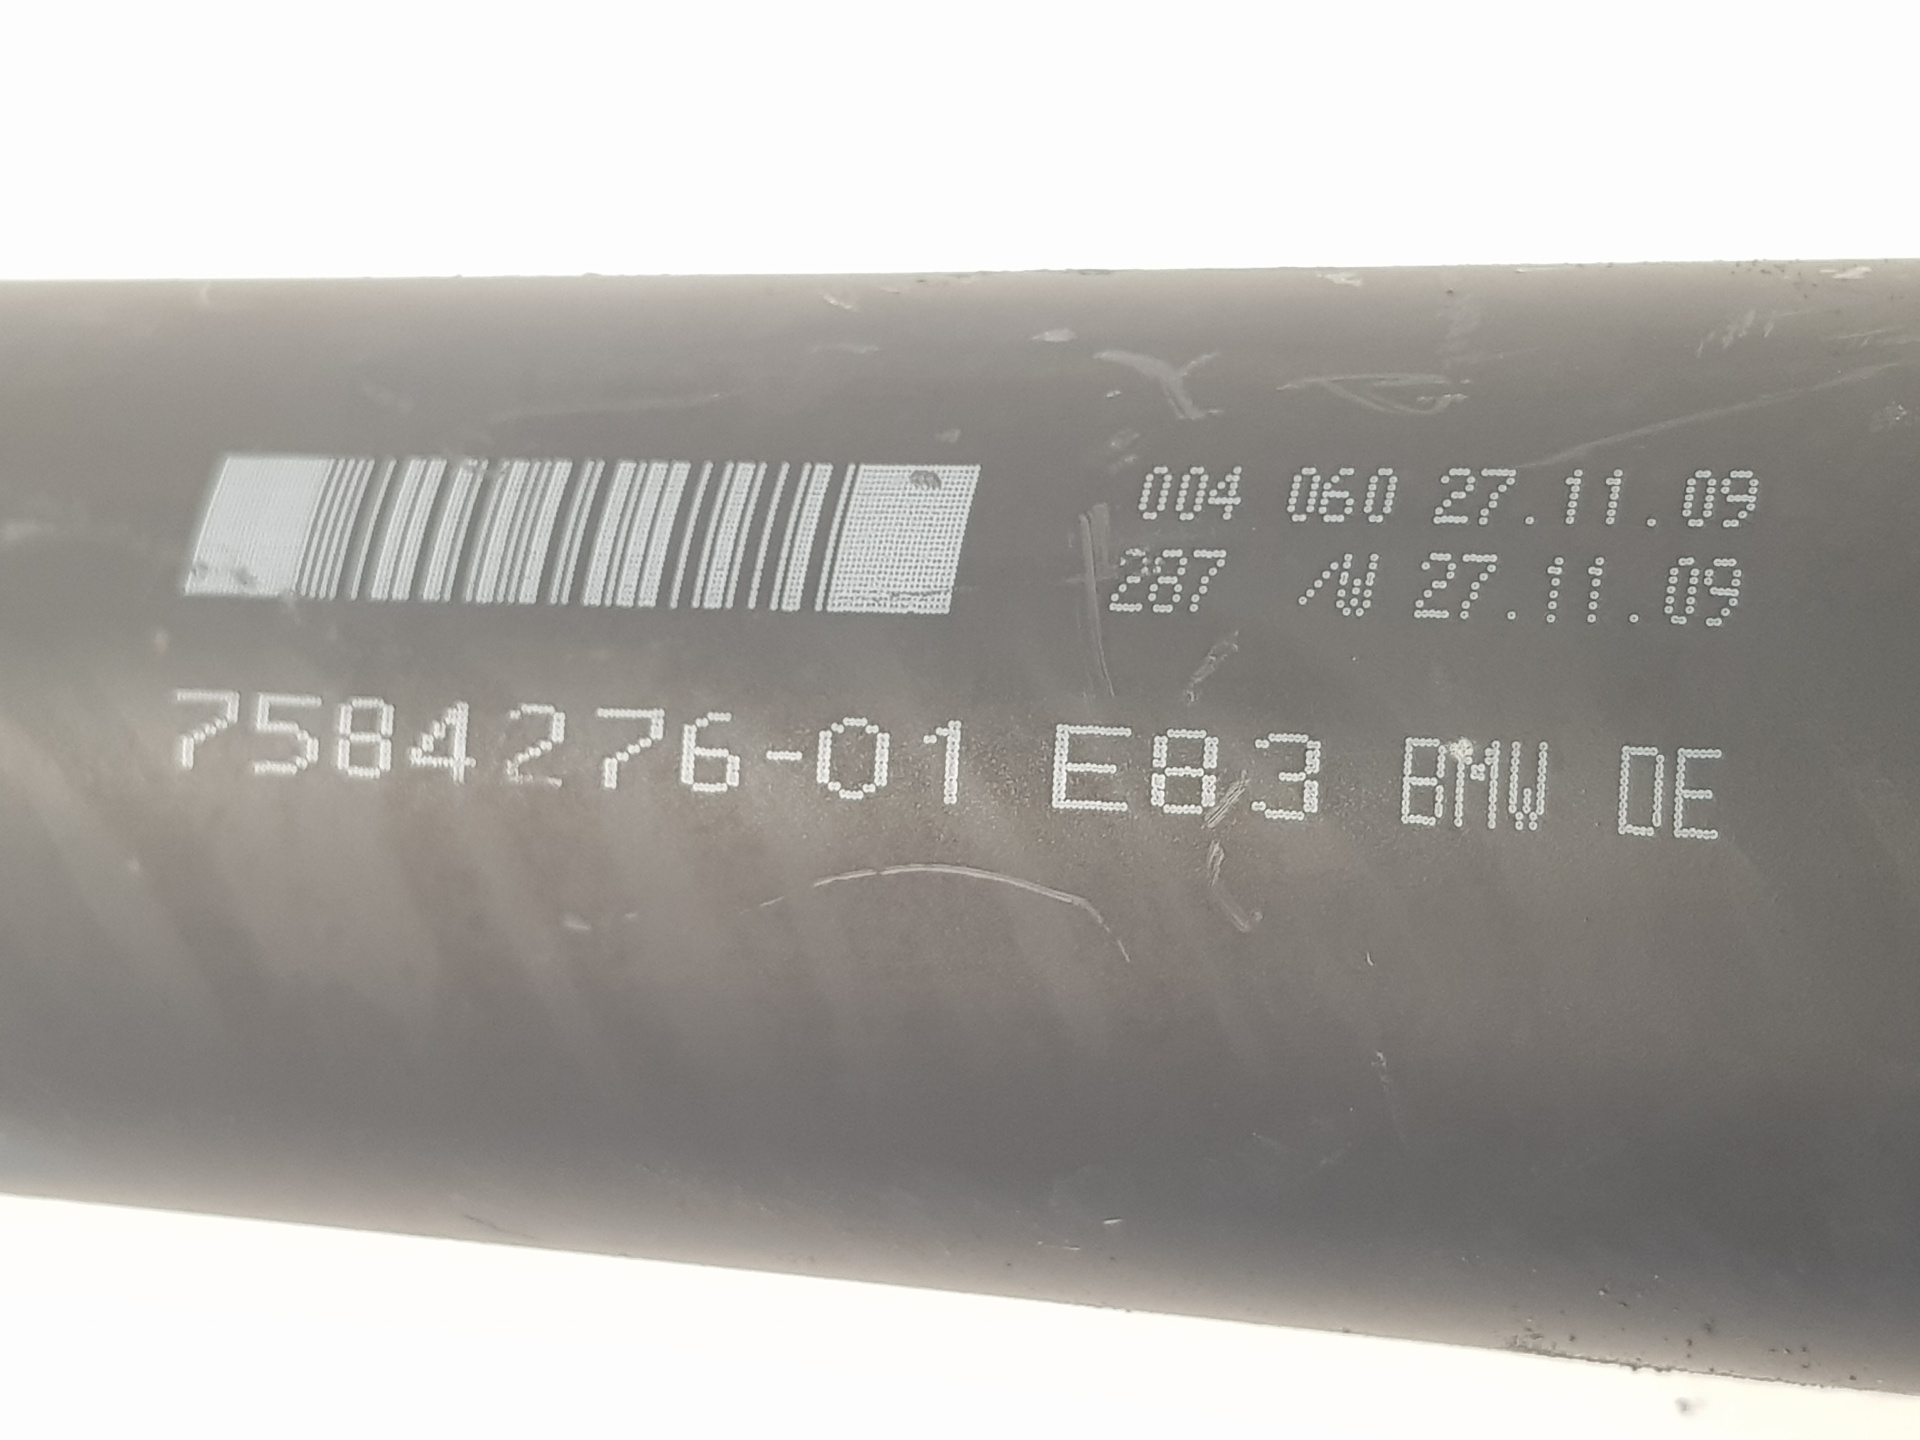 004 060 27.11.09
287 /W 27.11.09
7584276-01 E83 BMW DE